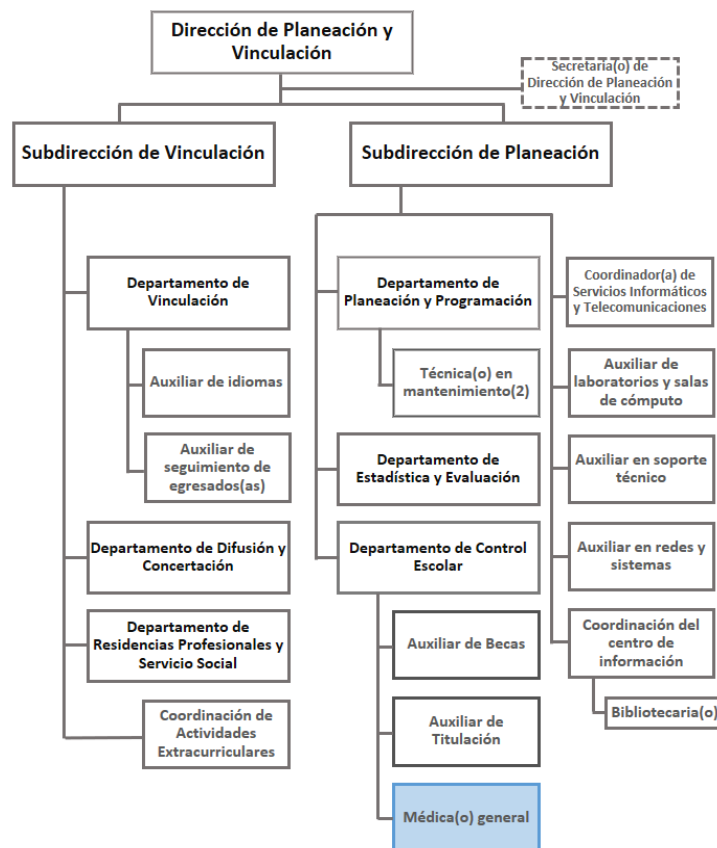 Dirección de Planeación y
Vinculación
Secretaría(o) de
Dirección de Planeación
y Vinculación
Subdirección de Vinculación
Subdirección de Planeación
Departamento de
Vinculación
Auxiliar de idiomas
Auxiliar de
seguimiento de
egresados(as)
Departamento de Difusión y
Concertación
Departamento de
Residencias Profesionales y
Servicio Social
Coordinación de
Actividades
Extracurriculares
Departamento de
Planeación y Programación
Técnica(o) en
mantenimiento(2)
Departamento de
Estadística y Evaluación
Departamento de Control
Escolar
Auxiliar de Becas
Auxiliar de
Titulación
Médica(o) general
Coordinador(a) de
Servicios Informáticos
y Telecomunicaciones
Auxiliar de
laboratorios y salas
de cómputo
Auxiliar en soporte
técnico
Auxiliar en redes y
sistemas
Coordinación del
centro de
información
Bibliotecaria(o)